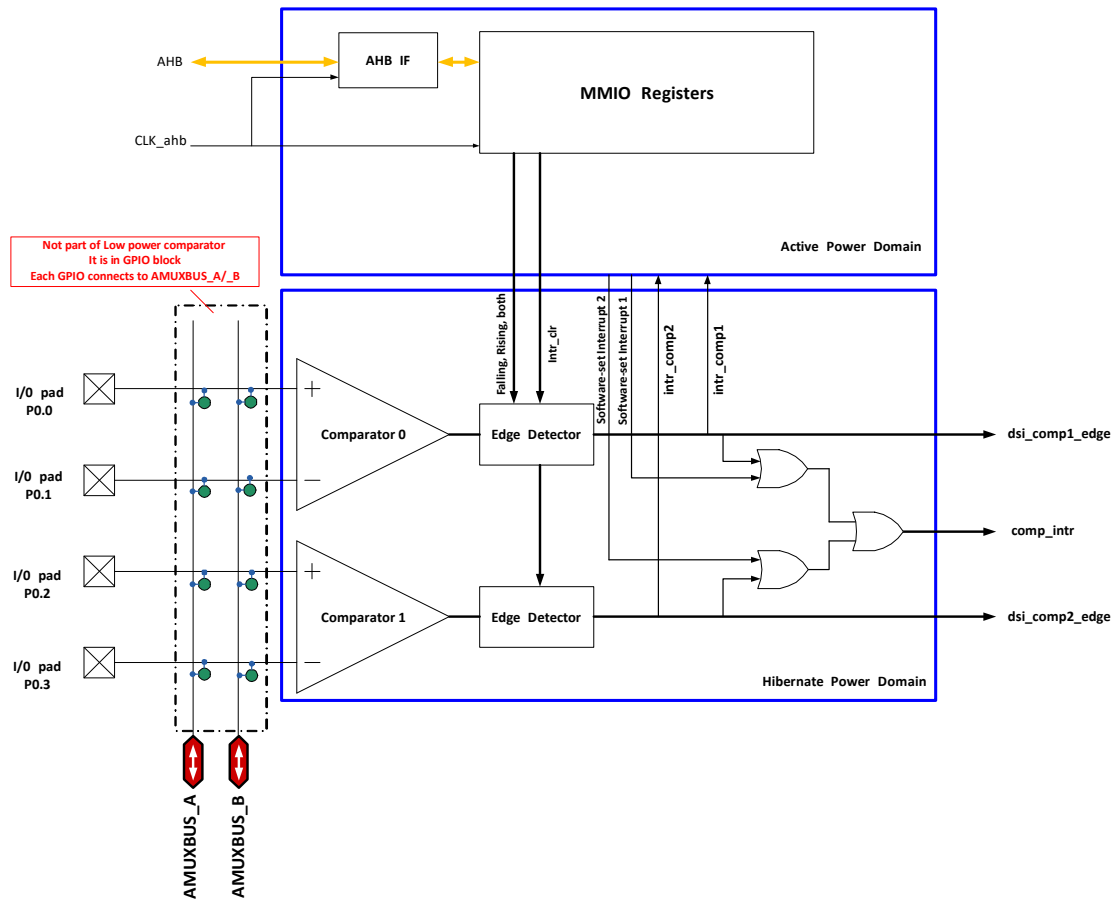 AHB
AHB IF
MMIO Registers
CLK_ahb
Active Power Domain
Not part of Low power comparator
It is in GPIO block
Each GPIO connects to AMUXBUS_A/_B
Falling, Rising, both
Intr_clr
Software-set Interrupt 2
Software-set Interrupt 1
intr_comp2
intr_comp1
I/0 pad
P0.0
+
Comparator 0
Edge Detector
dsi_comp1_edge
I/0 pad
P0.1
−
comp_intr
I/0 pad
P0.2
+
Comparator 1
Edge Detector
dsi_comp2_edge
I/0 pad
P0.3
−
Hibernate Power Domain
AMUXBUS_A
AMUXBUS_B